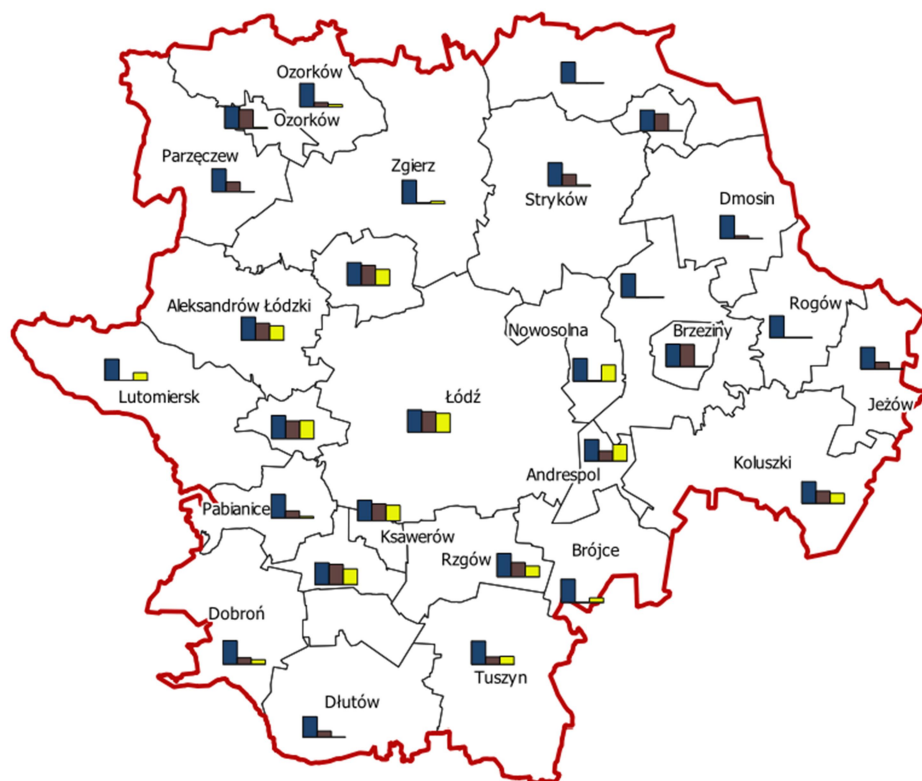 Ozorków
Ozorków
Parzęczew
Zgierz
Stryków
Dmosin
Aleksandrów Łódzki
Nowosolna
Brzeziny
Rogów
Lutomiersk
Łódź
Jeżów
Andrespol
Koluszki
Pabianice
Ksawerów
Rzgów
Brójce
Dobroń
Tuszyn
Dłutów